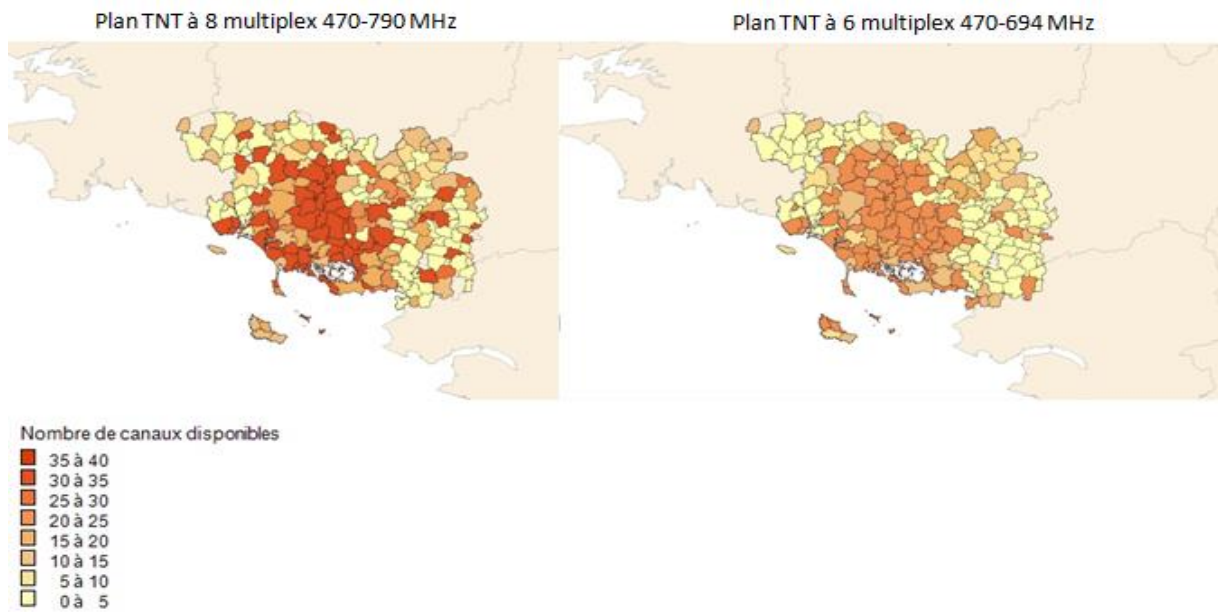 Plan TNT à 8 multiplex 470-790 MHz
Plan TNT à 6 multiplex 470-694 MHz
Nombre de canaux disponibles
35 à 40
30 à 35
25 à 30
20 à 25
15 à 20
10 à 15
5 à 10
0 à 5